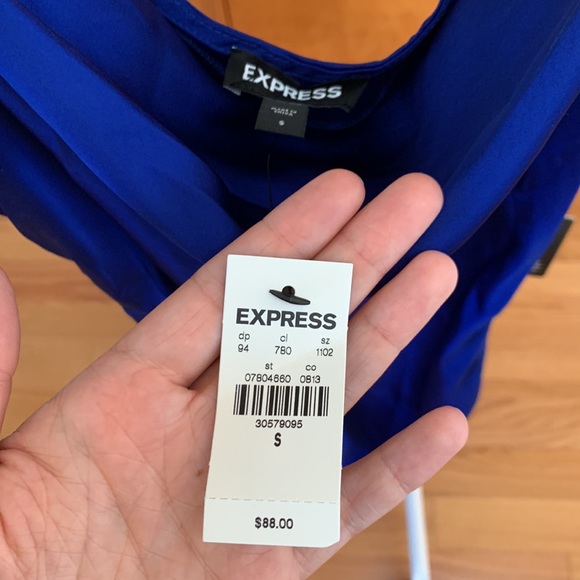 EXPRESS
S
EXPRESS
dp cl sz
94 780 1102
st co
07804660 0813
30579095
S
$88.00